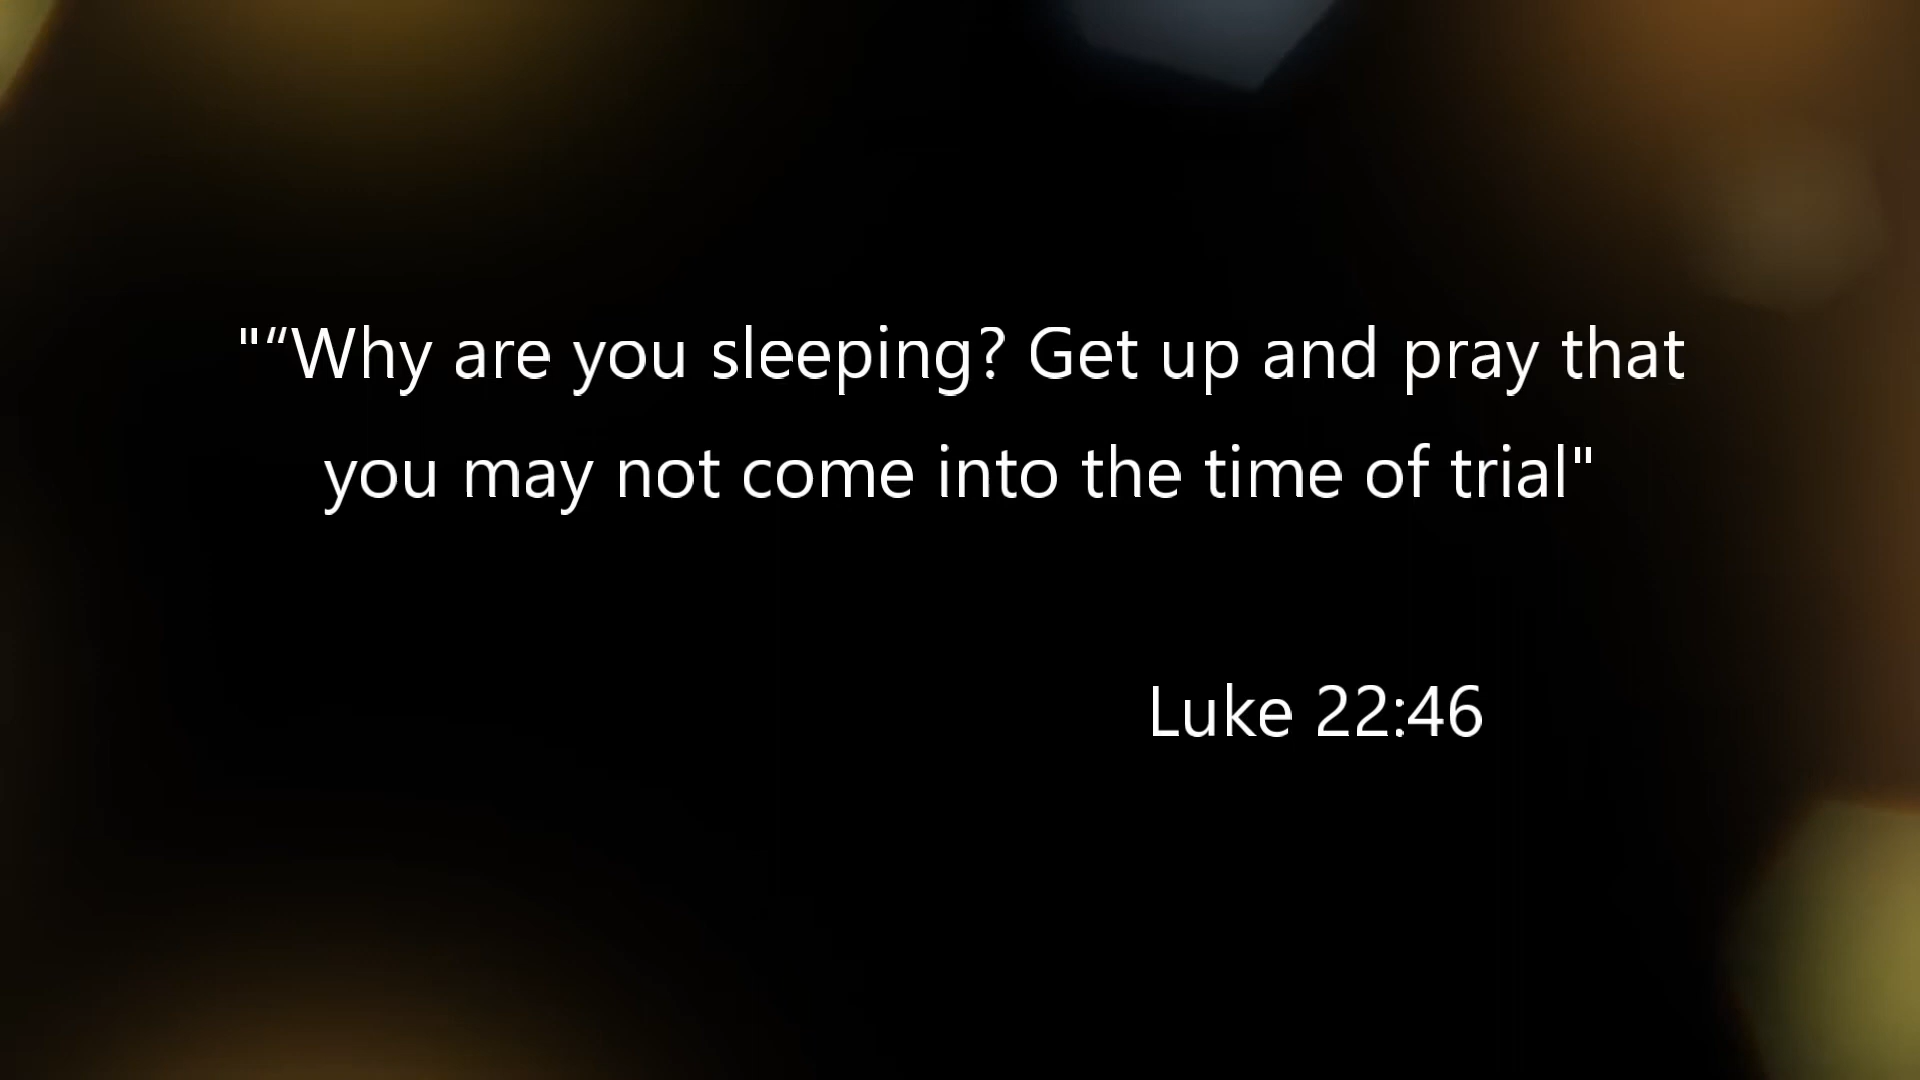 "“Why are you sleeping? Get up and pray that
you may not come into the time of trial"
Luke 22:46